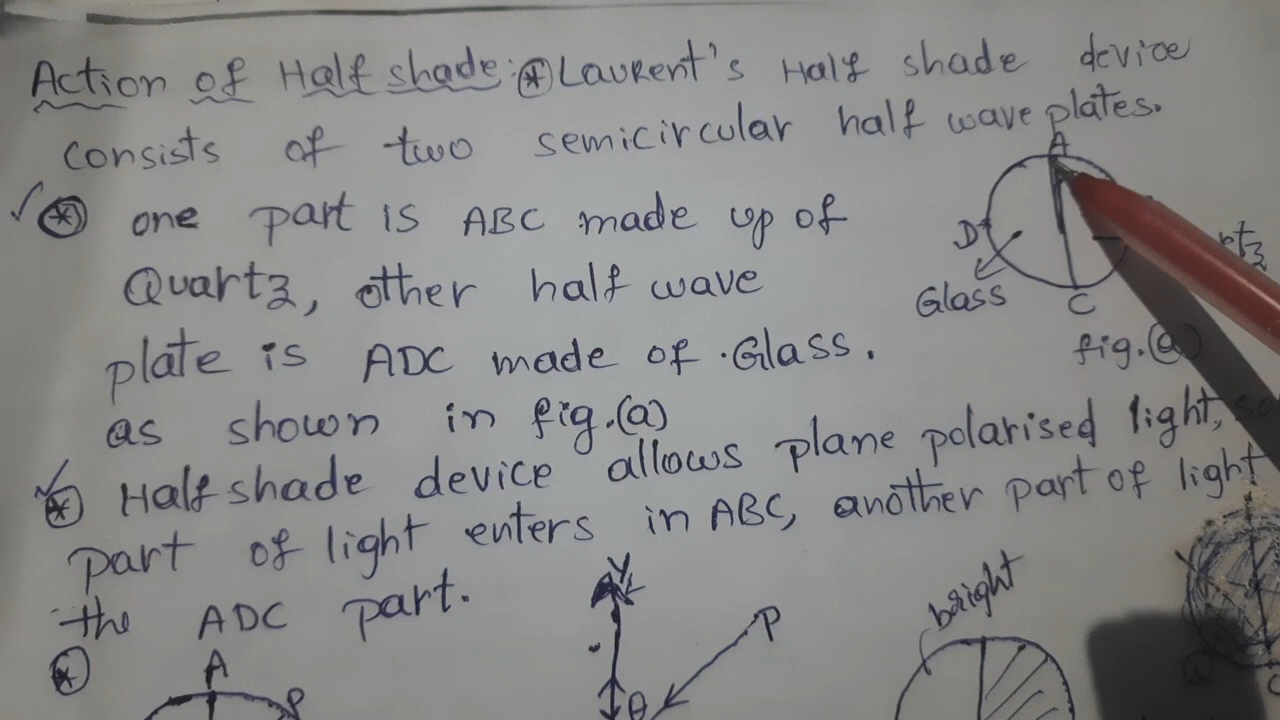 Action of Half shade: * Laurent's Half shade device
consists of two semicircular half wave plates.
* one part is ABC made up of
Quartz, other half wave
plate is ADC made of Glass.
as shown in fig.(a)
* Half shade device allows plane polarised light,
part of light enters in ABC, another part of light
the ADC part.
*
A
D
Glass
C
fig.(a)
A
P
Y
θ
P
bright